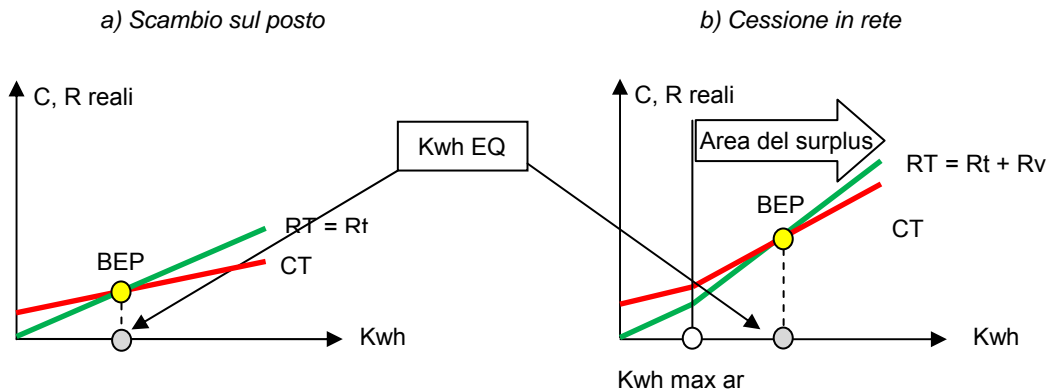 a) Scambio sul posto
b) Cessione in rete
C, R reali
Kwh EQ
RT = Rt
BEP
CT
Kwh
C, R reali
Area del surplus
RT = Rt + Rv
BEP
CT
Kwh
Kwh max ar